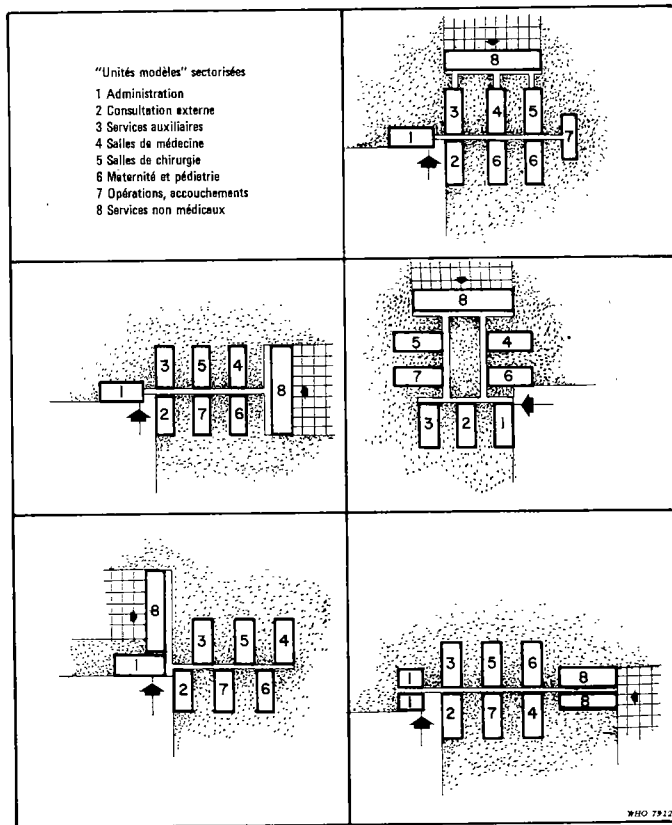 "Unités modèles" sectorisées
1 Administration
2 Consultation externe
3 Services auxiliaires
4 Salles de médecine
5 Salles de chirurgie
6 Maternité et pédiatrie
7 Opérations, accouchements
8 Services non médicaux
8
3 4 5
1 7
2 6 6
3 5 4
1 8
2 7 6
8
5 4
7 6
3 2 1
8
3 5 4
1
2 7 6
3 5 6
1 8
1 8
2 7 4